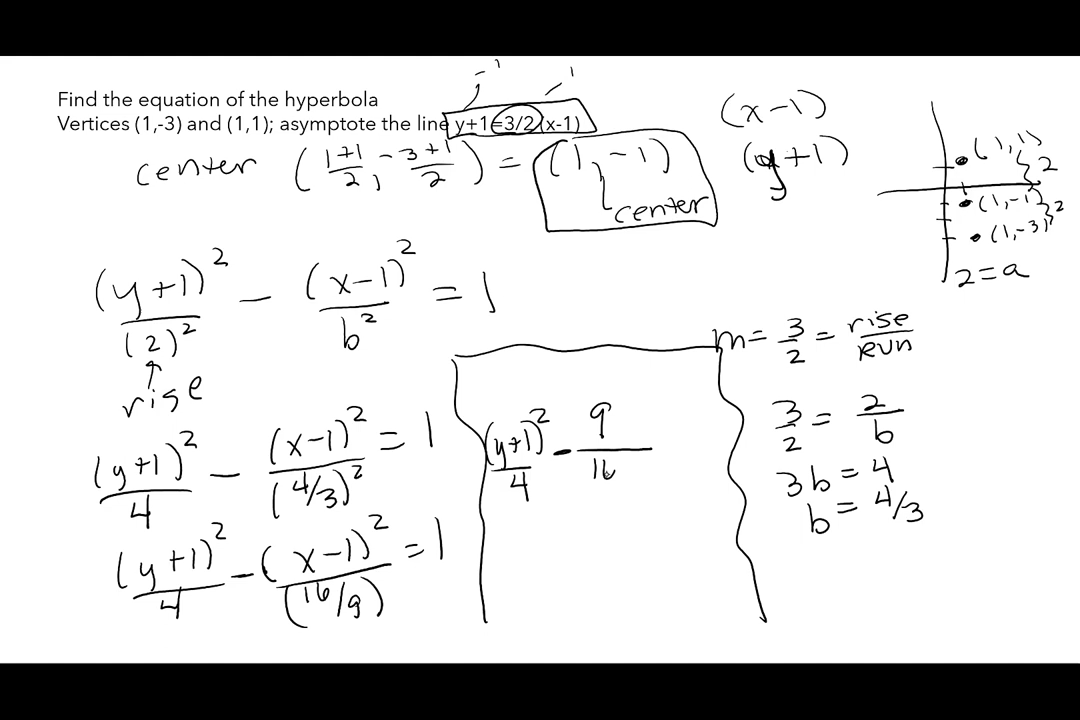 Find the equation of the hyperbola
Vertices (1,-3) and (1,1); asymptote the line y+1=3/2(x-1)
-1 -1
center (1+1/2, -3+1/2) = (1,-1)
center
(x-1)
(y+1)
(1,1)
2
(1,-1)
2
(1,-3)
2=a
(y+1)²/(2)² - (x-1)²/b² = 1
rise
m = 3/2 = rise/run
3/2 = 2/b
3b = 4
b = 4/3
(y+1)²/4 - (x-1)²/(4/3)² = 1
(y+1)²/4 - (x-1)²/(16/9) = 1
(y+1)²/4 - 9/16